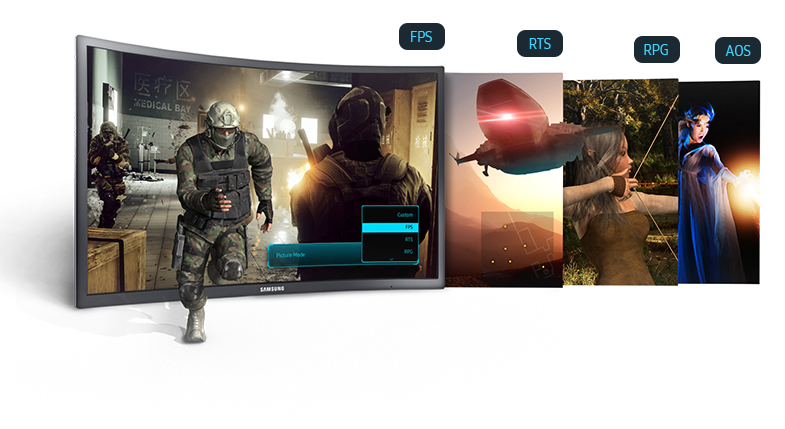 FPS
RTS
RPG
AOS
医疗区
MEDICAL BAY
Custom
FPS
RTS
RPG
Picture Mode
SAMSUNG